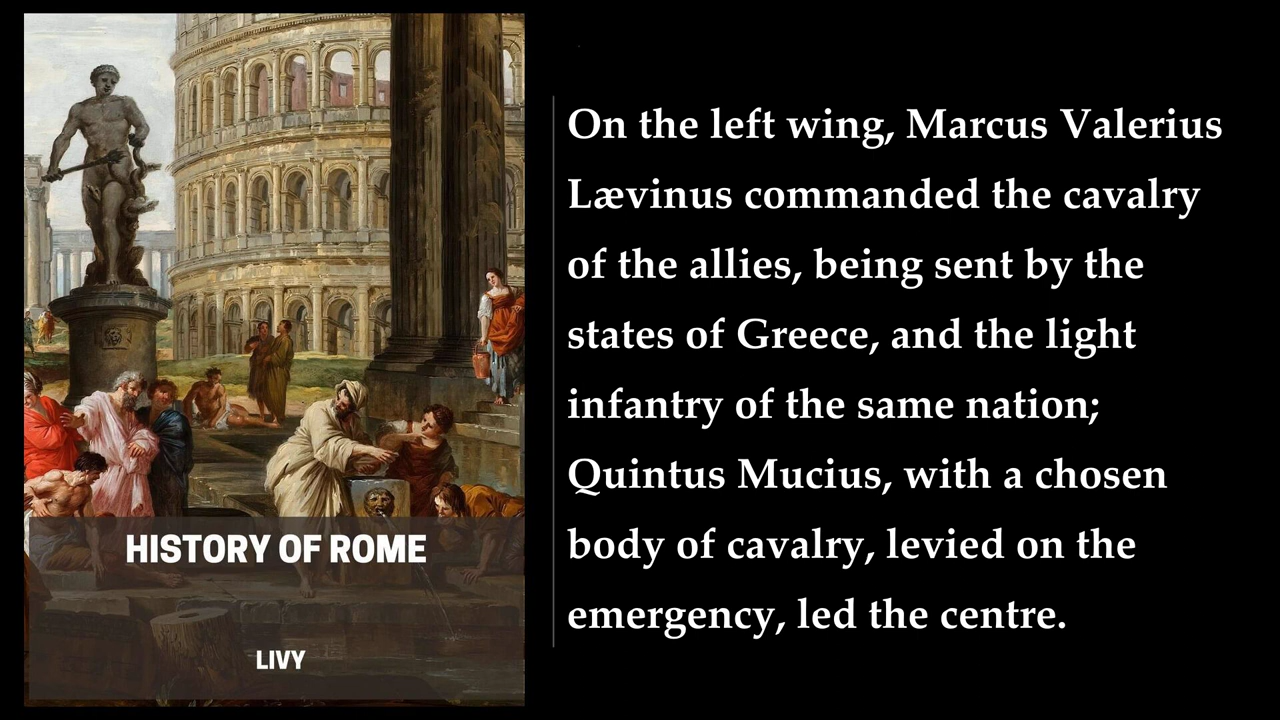 On the left wing, Marcus Valerius
Lævinus commanded the cavalry
of the allies, being sent by the
states of Greece, and the light
infantry of the same nation;
Quintus Mucius, with a chosen
body of cavalry, levied on the
emergency, led the centre.
HISTORY OF ROME
LIVY